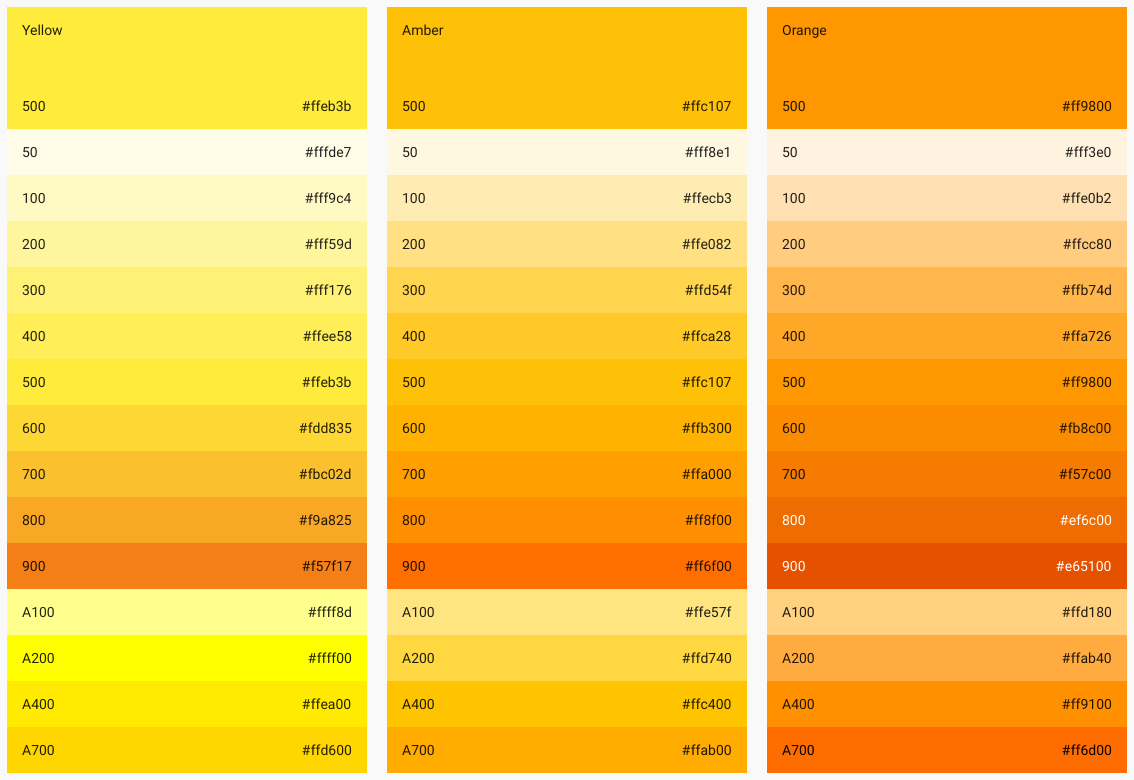 Yellow
500 #ffeb3b
50 #fffde7
100 #fff9c4
200 #fff59d
300 #fff176
400 #ffee58
500 #ffeb3b
600 #fdd835
700 #fbc02d
800 #f9a825
900 #f57f17
A100 #ffff8d
A200 #ffff00
A400 #ffea00
A700 #ffd600
Amber
500 #ffc107
50 #fff8e1
100 #ffecb3
200 #ffe082
300 #ffd54f
400 #ffca28
500 #ffc107
600 #ffb300
700 #ffa000
800 #ff8f00
900 #ff6f00
A100 #ffe57f
A200 #ffd740
A400 #ffc400
A700 #ffab00
Orange
500 #ff9800
50 #fff3e0
100 #ffe0b2
200 #ffcc80
300 #ffb74d
400 #ffa726
500 #ff9800
600 #fb8c00
700 #f57c00
800 #ef6c00
900 #e65100
A100 #ffd180
A200 #ffab40
A400 #ff9100
A700 #ff6d00